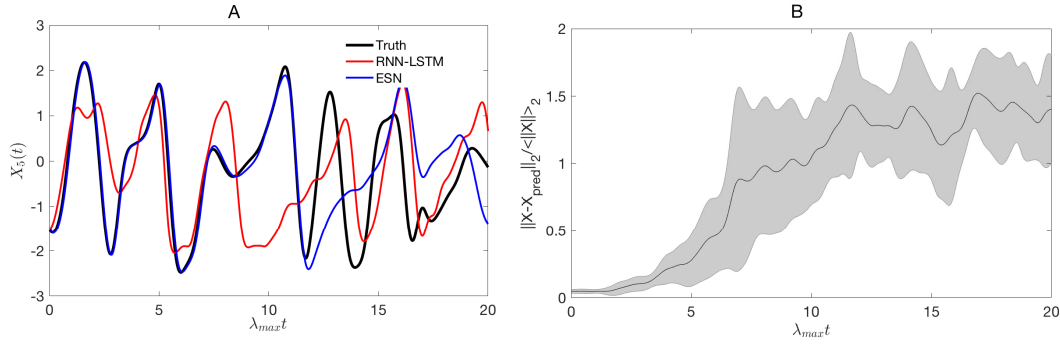 A
3
2
1
0
-1
-2
-3
X₅(t)
Truth
RNN-LSTM
ESN
0
5
10
15
20
λₘₐₓt
B
2
1.5
1
0.5
0
||X-X_pred||₂/<||X||>₂
0
5
10
15
20
λₘₐₓt